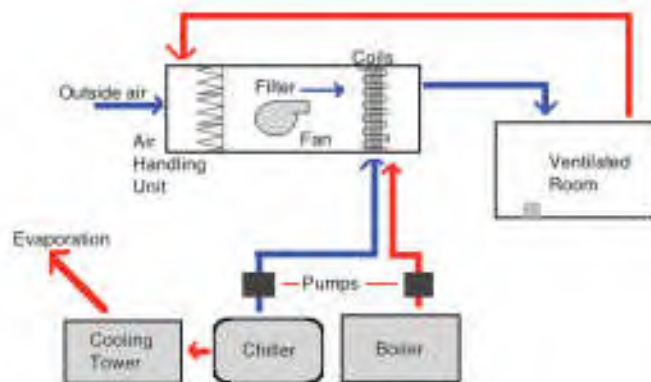 Coils
Outside air
Filter
Fan
Air
Handling
Unit
Ventilated
Room
Evaporation
Pumps
Cooling
Tower
Chiller
Boiler